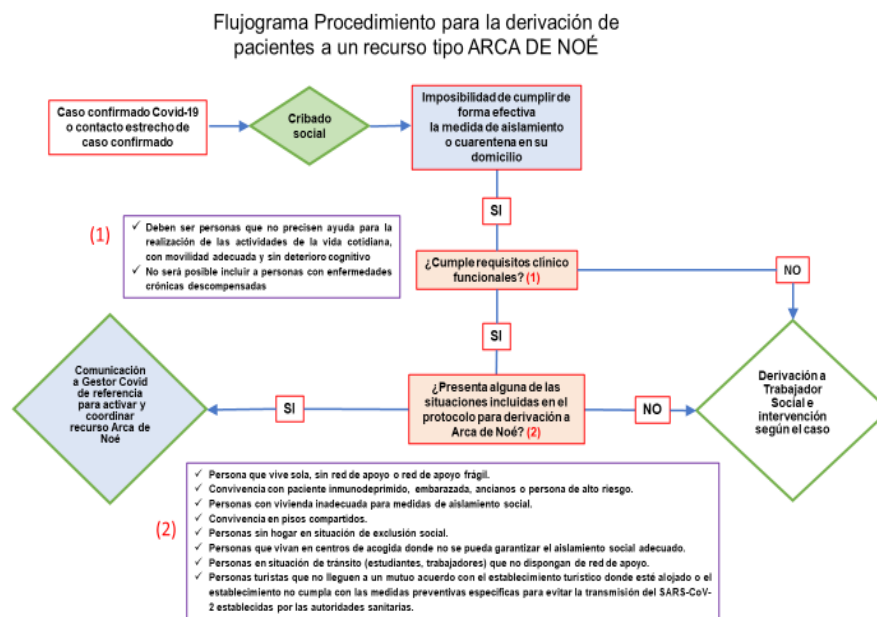 Flujograma Procedimiento para la derivación de
pacientes a un recurso tipo ARCA DE NOÉ
Caso confirmado Covid-19
o contacto estrecho de
caso confirmado
Cribado
social
Imposibilidad de cumplir de
forma efectiva
la medida de aislamiento
o cuarentena en su
domicilio
SI
(1)
✓ Deben ser personas que no precisen ayuda para la
realización de las actividades de la vida cotidiana,
con movilidad adecuada y sin deterioro cognitivo
✓ No será posible incluir a personas con enfermedades
crónicas descompensadas
¿Cumple requisitos clínico
funcionales? (1)
NO
SI
Comunicación
a Gestor Covid
de referencia
para activar y
coordinar
recurso Arca de
Noé
SI
¿Presenta alguna de las
situaciones incluidas en el
protocolo para derivación a
Arca de Noé? (2)
NO
Derivación a
Trabajador
Social e
intervención
según el caso
(2)
✓ Persona que vive sola, sin red de apoyo o red de apoyo frágil.
✓ Convivencia con paciente inmunodeprimido, embarazada, ancianos o persona de alto riesgo.
✓ Personas con vivienda inadecuada para medidas de aislamiento social.
✓ Convivencia en pisos compartidos.
✓ Personas sin hogar en situación de exclusión social.
✓ Personas que vivan en centros de acogida donde no se pueda garantizar el aislamiento social adecuado.
✓ Personas en situación de tránsito (estudiantes, trabajadores) que no dispongan de red de apoyo.
✓ Personas turistas que no lleguen a un mutuo acuerdo con el establecimiento turístico donde esté alojado o el
establecimiento no cumpla con las medidas preventivas específicas para evitar la transmisión del SARS-CoV-
2 establecidas por las autoridades sanitarias.